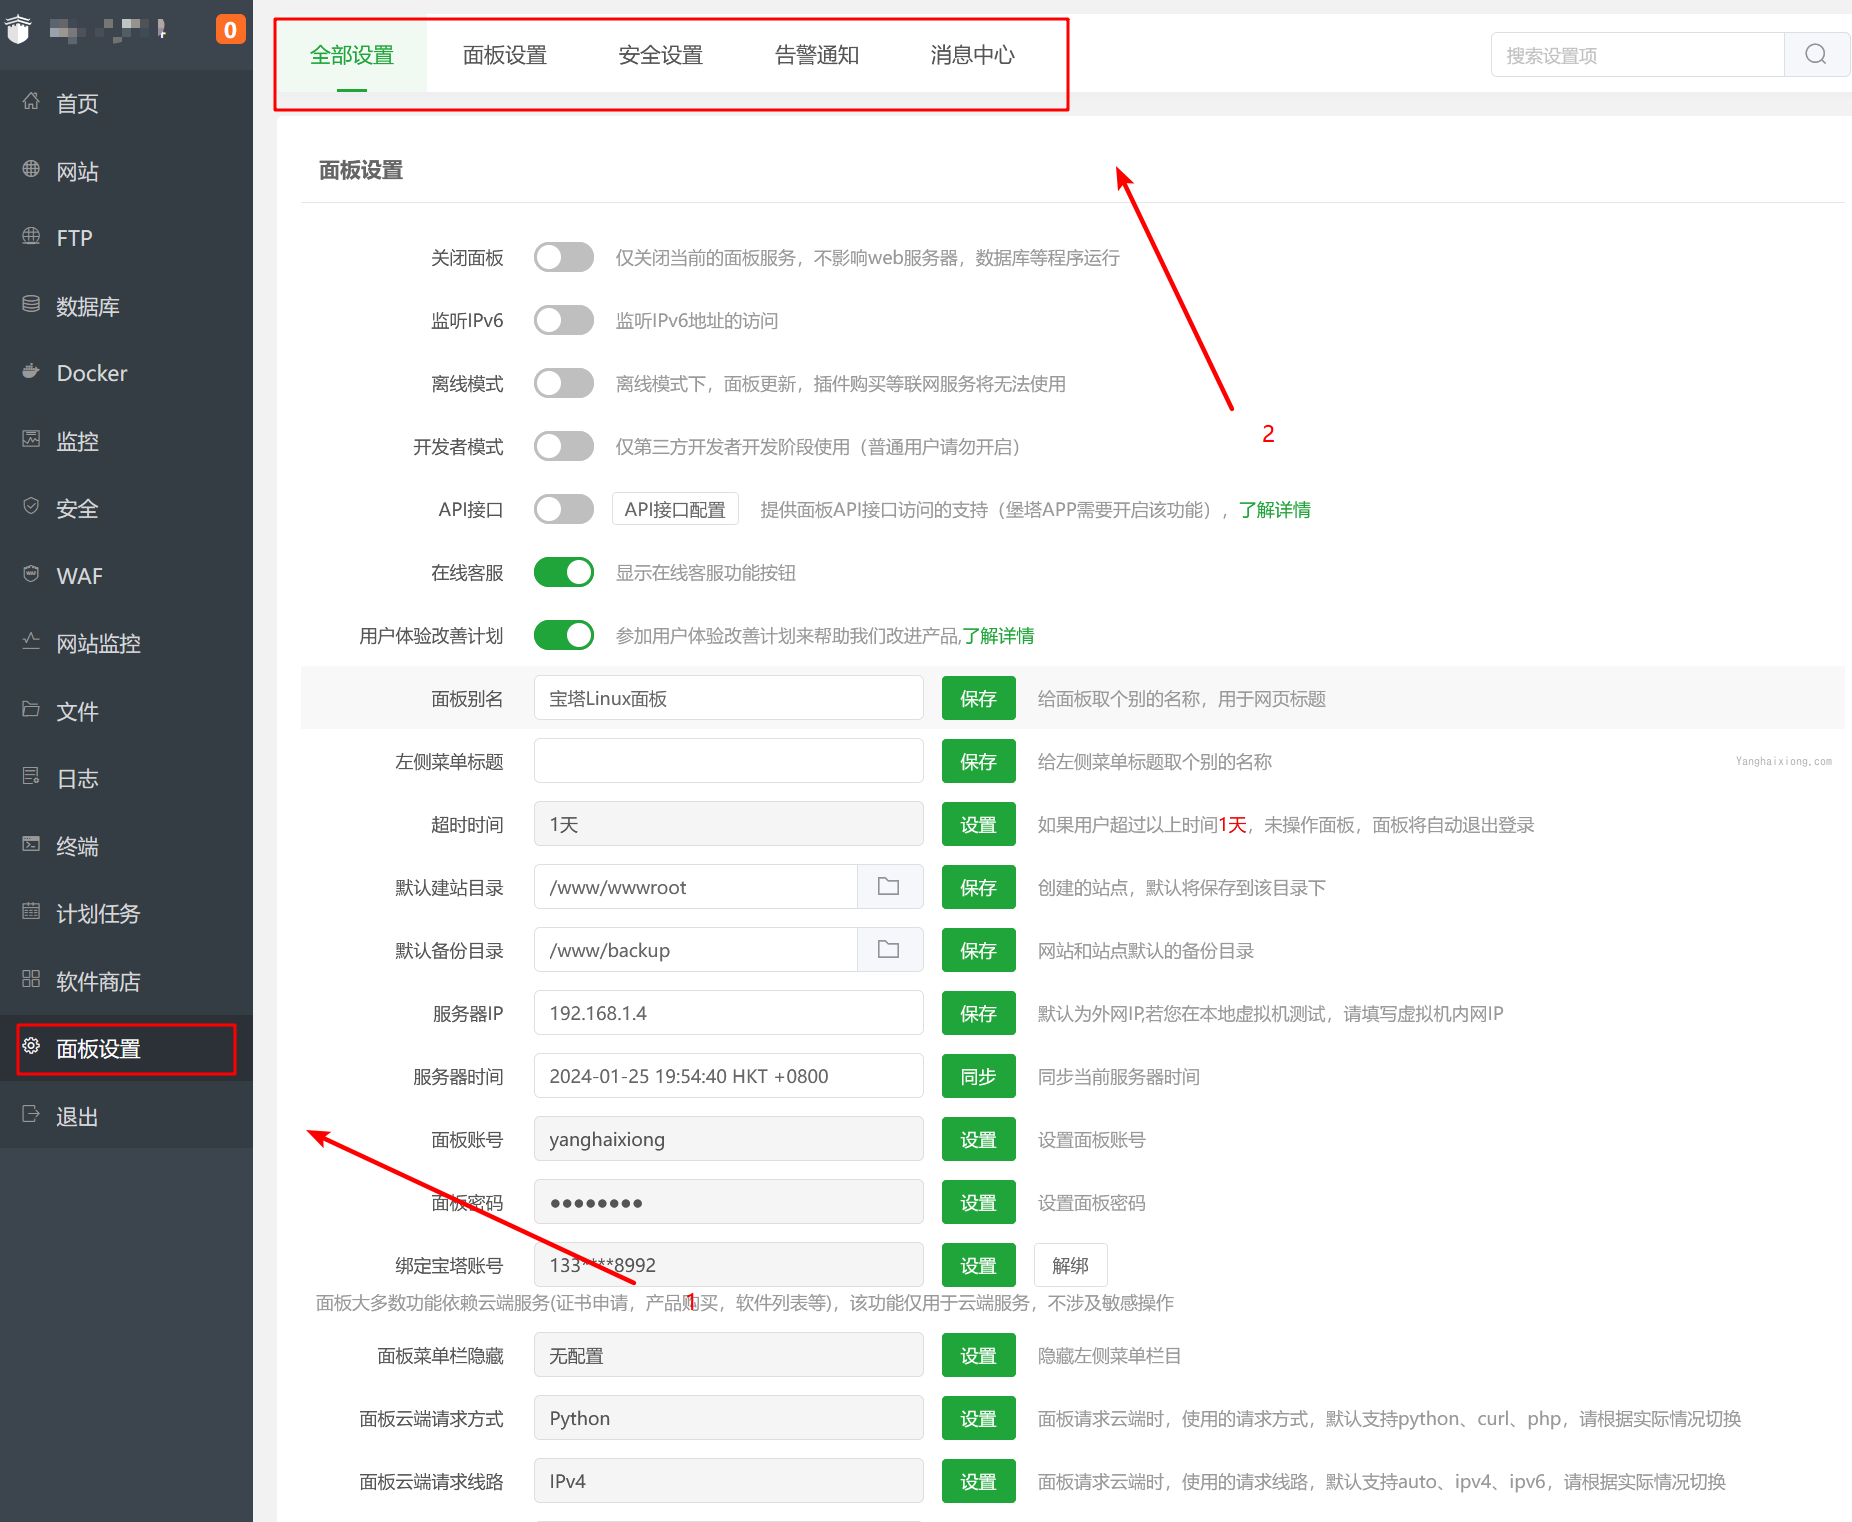 0
首页
网站
FTP
数据库
Docker
监控
安全
WAF
网站监控
文件
日志
终端
计划任务
软件商店
面板设置
退出
全部设置 面板设置 安全设置 告警通知 消息中心
搜索设置项
面板设置
关闭面板 仅关闭当前的面板服务，不影响web服务器，数据库等程序运行
监听IPv6 监听IPv6地址的访问
离线模式 离线模式下，面板更新，插件购买等联网服务将无法使用
开发者模式 仅第三方开发者开发阶段使用（普通用户请勿开启）
2
API接口 API接口配置 提供面板API接口访问的支持（堡塔APP需要开启该功能），了解详情
在线客服 显示在线客服功能按钮
用户体验改善计划 参加用户体验改善计划来帮助我们改进产品,了解详情
面板别名 宝塔Linux面板 保存 给面板取个别的名称，用于网页标题
左侧菜单标题 保存 给左侧菜单标题取个别的名称
Yanghaixiong.com
超时时间 1天 设置 如果用户超过以上时间1天，未操作面板，面板将自动退出登录
默认建站目录 /www/wwwroot 保存 创建的站点，默认将保存到该目录下
默认备份目录 /www/backup 保存 网站和站点默认的备份目录
服务器IP 192.168.1.4 保存 默认为外网IP,若您在本地虚拟机测试，请填写虚拟机内网IP
服务器时间 2024-01-25 19:54:40 HKT +0800 同步 同步当前服务器时间
面板账号 yanghaixiong 设置 设置面板账号
面板密码 ●●●●●●●● 设置 设置面板密码
绑定宝塔账号 133****8992 设置 解绑
1
面板大多数功能依赖云端服务(证书申请，产品购买，软件列表等)，该功能仅用于云端服务，不涉及敏感操作
面板菜单栏隐藏 无配置 设置 隐藏左侧菜单栏目
面板云端请求方式 Python 设置 面板请求云端时，使用的请求方式，默认支持python、curl、php，请根据实际情况切换
面板云端请求线路 IPv4 设置 面板请求云端时，使用的请求线路，默认支持auto、ipv4、ipv6，请根据实际情况切换